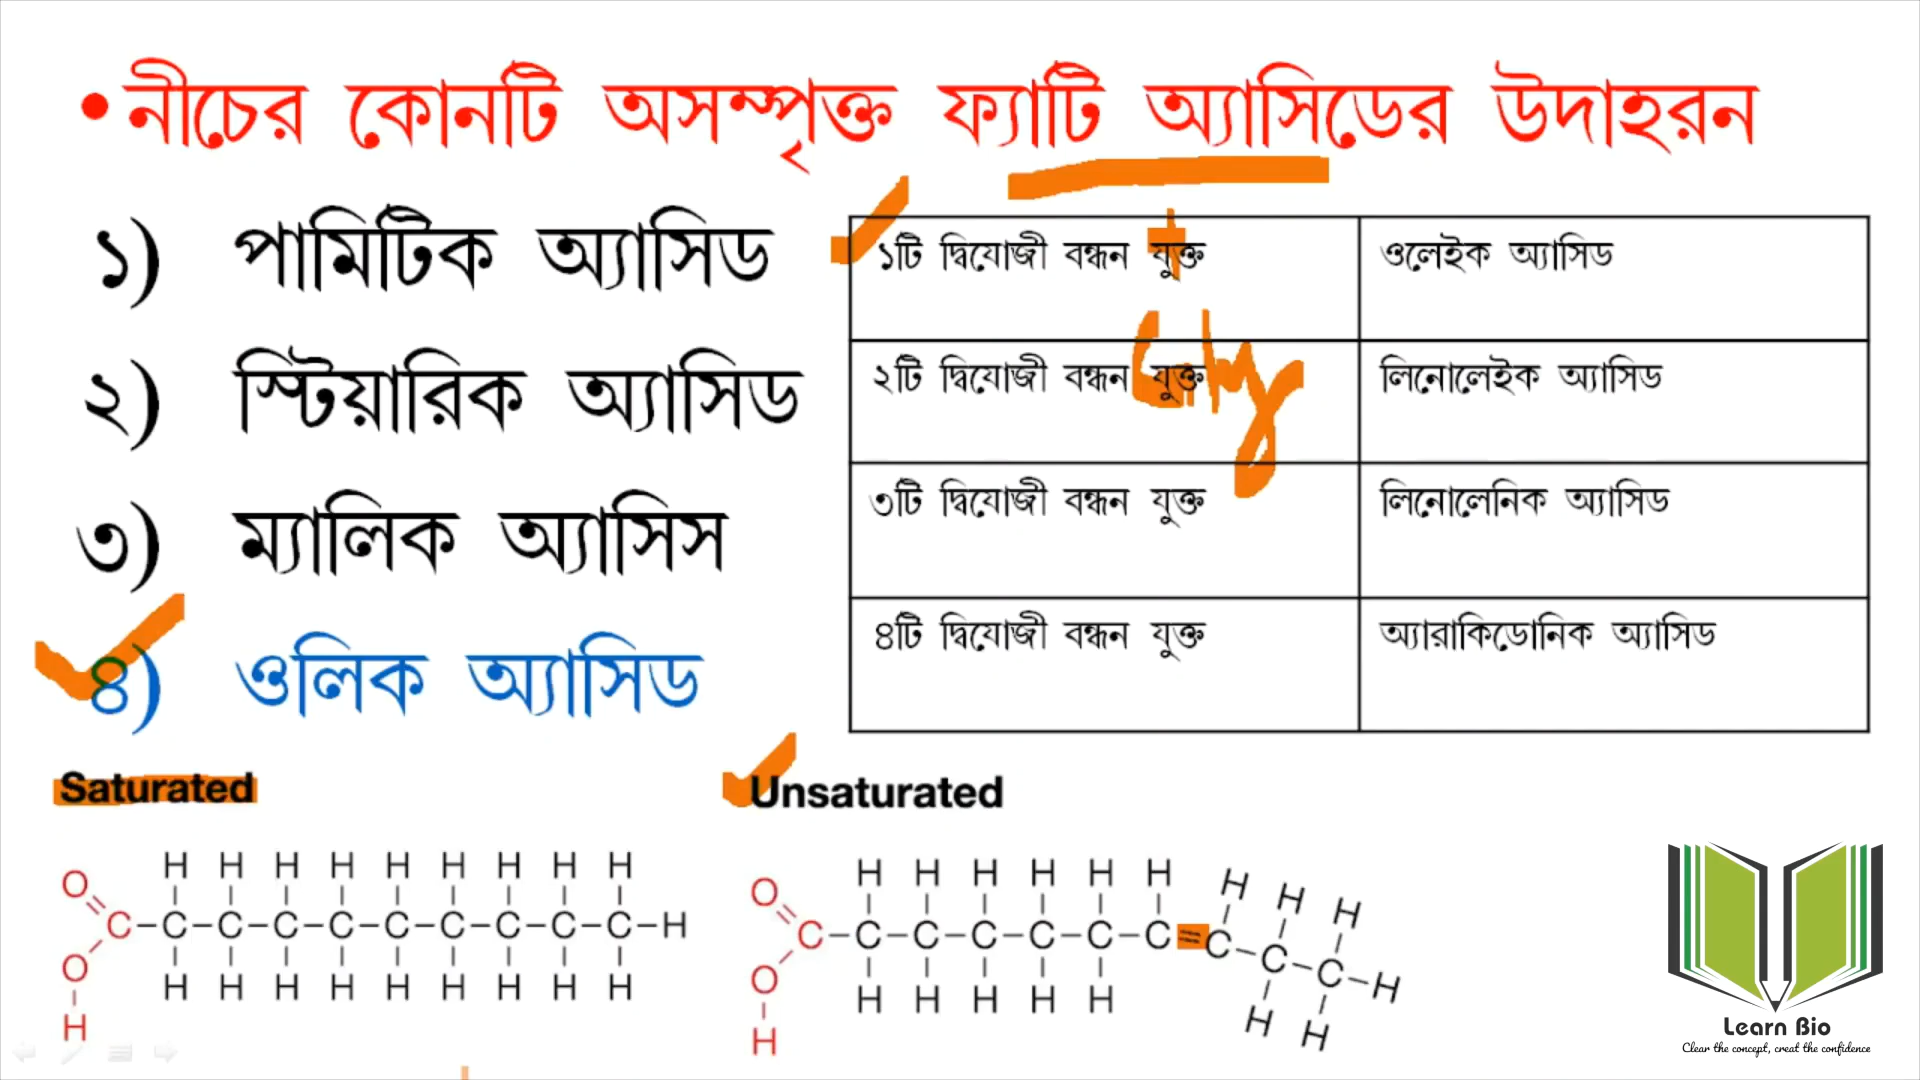 •নীচের কোনটি অসম্পৃক্ত ফ্যাটি অ্যাসিডের উদাহরন
১) পামিটিক অ্যাসিড
২) স্টিয়ারিক অ্যাসিড
৩) ম্যালিক অ্যাসিস
৪) ওলিক অ্যাসিড
১টি দ্বিযোজী বন্ধন যুক্ত ওলেইক অ্যাসিড
২টি দ্বিযোজী বন্ধন যুক্ত লিনোলেইক অ্যাসিড
৩টি দ্বিযোজী বন্ধন যুক্ত লিনোলেনিক অ্যাসিড
৪টি দ্বিযোজী বন্ধন যুক্ত অ্যারাকিডোনিক অ্যাসিড
Saturated
H H H H H H H H H
O
C-C-C-C-C-C-C-C-C-C-H
O
H H H H H H H H H
H
Unsaturated
H H H H H H H H H
O
C-C-C-C-C-C-C=C-C-C-H
O
H H H H H H H
H
Learn Bio
Clear the concept, creat the confidence